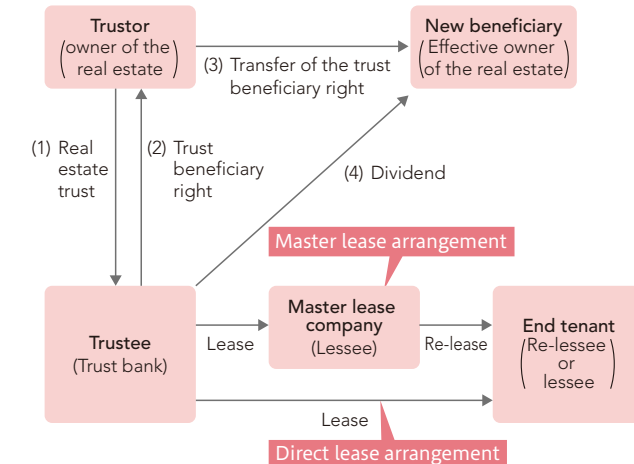 Trustor
(owner of the
real estate)
New beneficiary
(Effective owner
of the real estate)
(3) Transfer of the trust
beneficiary right
(1) Real
estate
trust
(2) Trust
beneficiary
right
(4) Dividend
Master lease arrangement
Trustee
(Trust bank)
Lease
Master lease
company
(Lessee)
Re-lease
End tenant
(Re-lessee
or
lessee)
Lease
Direct lease arrangement